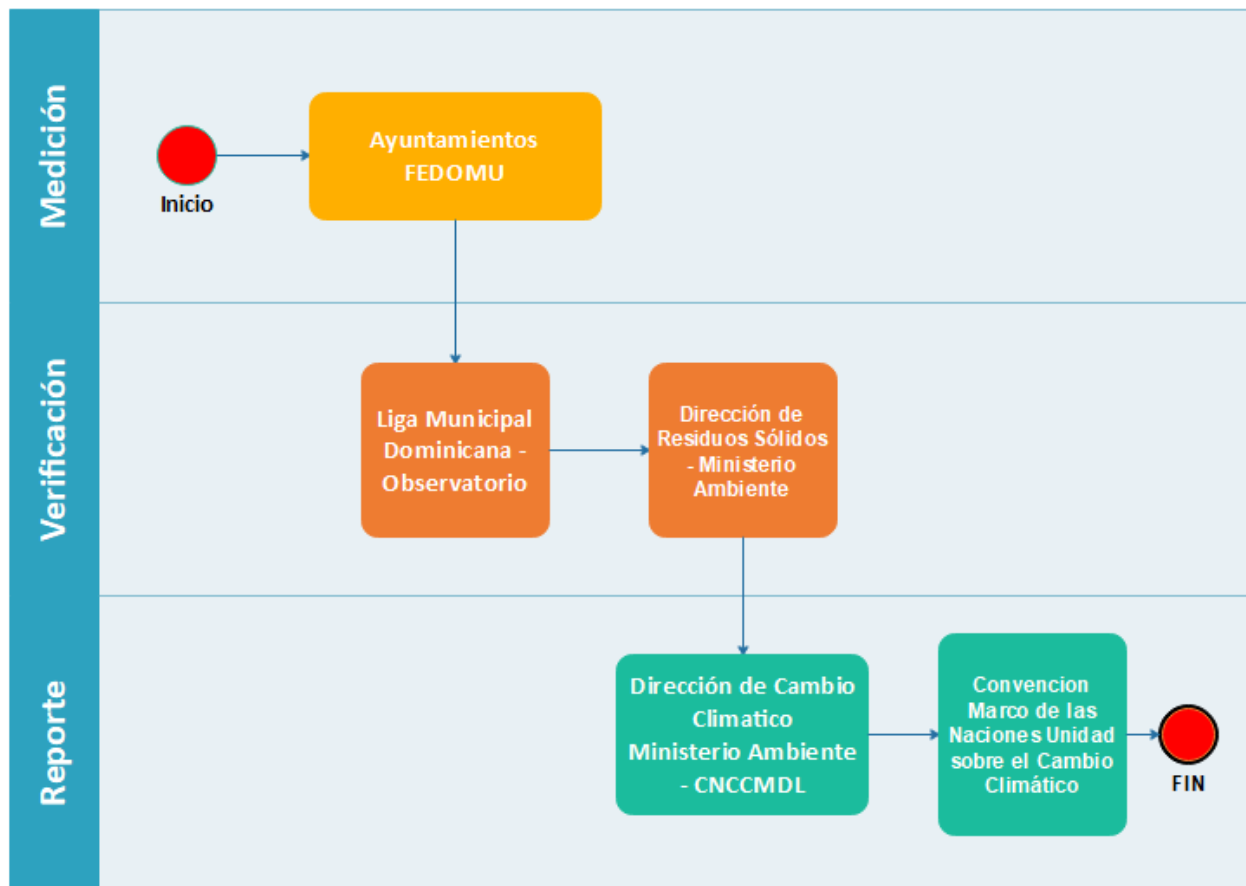 Medición
Inicio
Ayuntamientos
FEDOMU
Verificación
Liga Municipal
Dominicana -
Observatorio
Dirección de
Residuos Sólidos
- Ministerio
Ambiente
Reporte
Dirección de Cambio
Climatico
Ministerio Ambiente
- CNCCMDL
Convencion
Marco de las
Naciones Unidad
sobre el Cambio
Climático
FIN